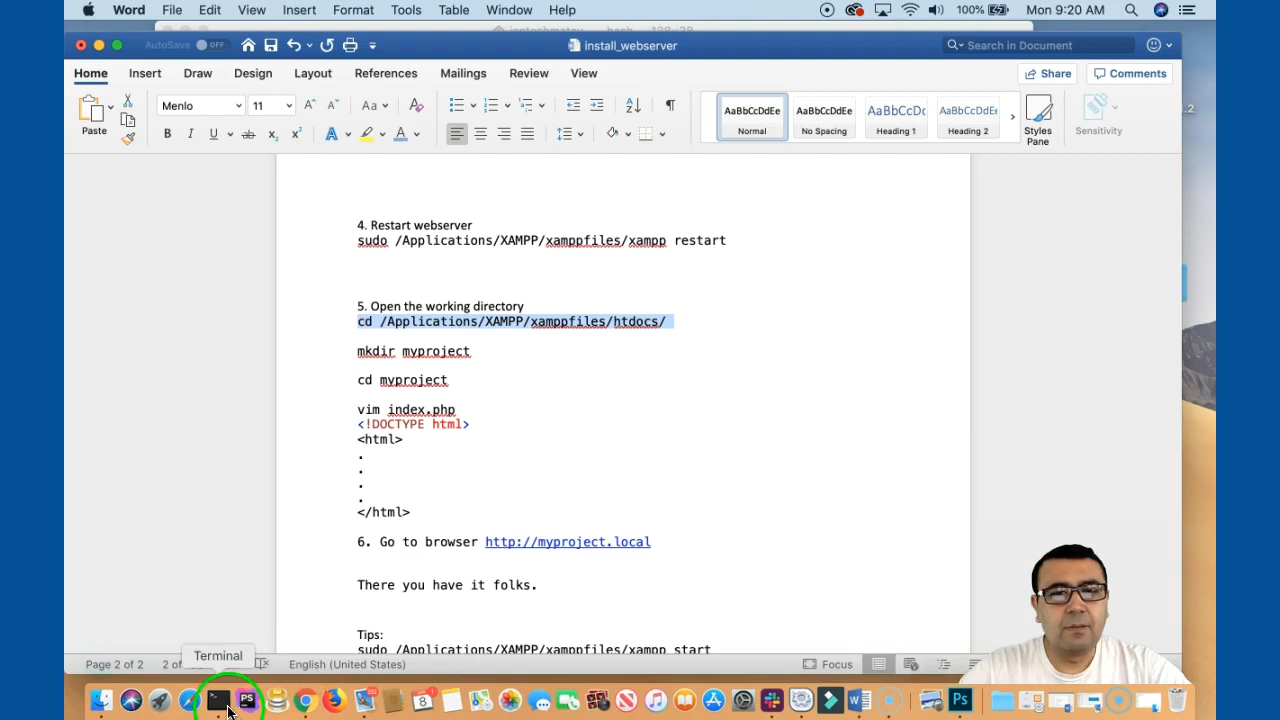 Word File Edit View Insert Format Tools Table Window Help
100% Mon 9:20 AM
AutoSave OFF
install_webserver
Search in Document
Home Insert Draw Design Layout References Mailings Review View
Share Comments
Paste
Menlo 11
Aa
AaBbCcDdEe AaBbCcDdEe AaBbCcDc AaBbCcDdEe
Normal No Spacing Heading 1 Heading 2
Styles Pane
Sensitivity
4. Restart webserver
sudo /Applications/XAMPP/xamppfiles/xampp restart
5. Open the working directory
cd /Applications/XAMPP/xamppfiles/htdocs/
mkdir myproject
cd myproject
vim index.php
<!DOCTYPE html>
<html>
.
.
.
.
</html>
6. Go to browser http://myproject.local
There you have it folks.
Tips:
sudo /Applications/XAMPP/xamppfiles/xampp start
Page 2 of 2
English (United States)
Focus
Terminal